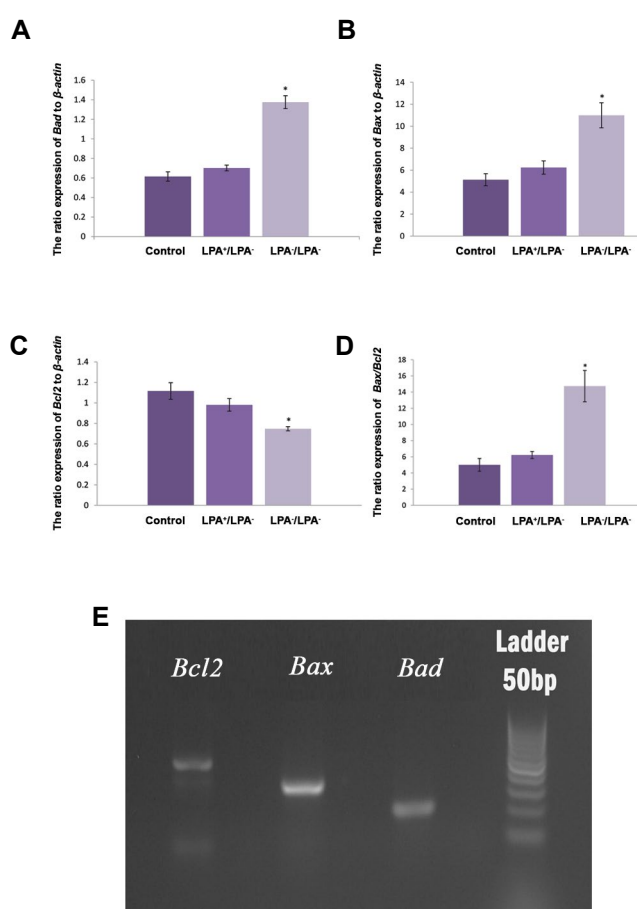 A
The ratio expression of Bad to β-actin
1.6
1.4
1.2
1
0.8
0.6
0.4
0.2
0
*
Control LPA⁺/LPA⁻ LPA⁻/LPA⁻
B
The ratio expression of Bax to β-actin
14
12
10
8
6
4
2
0
*
Control LPA⁺/LPA⁻ LPA⁻/LPA⁻
C
The ratio expression of Bcl2 to β-actin
1.4
1.2
1
0.8
0.6
0.4
0.2
0
*
Control LPA⁺/LPA⁻ LPA⁻/LPA⁻
D
The ratio expression of Bax/Bcl2
18
16
14
12
10
8
6
4
2
0
*
Control LPA⁺/LPA⁻ LPA⁻/LPA⁻
E
Bcl2 Bax Bad Ladder
50bp